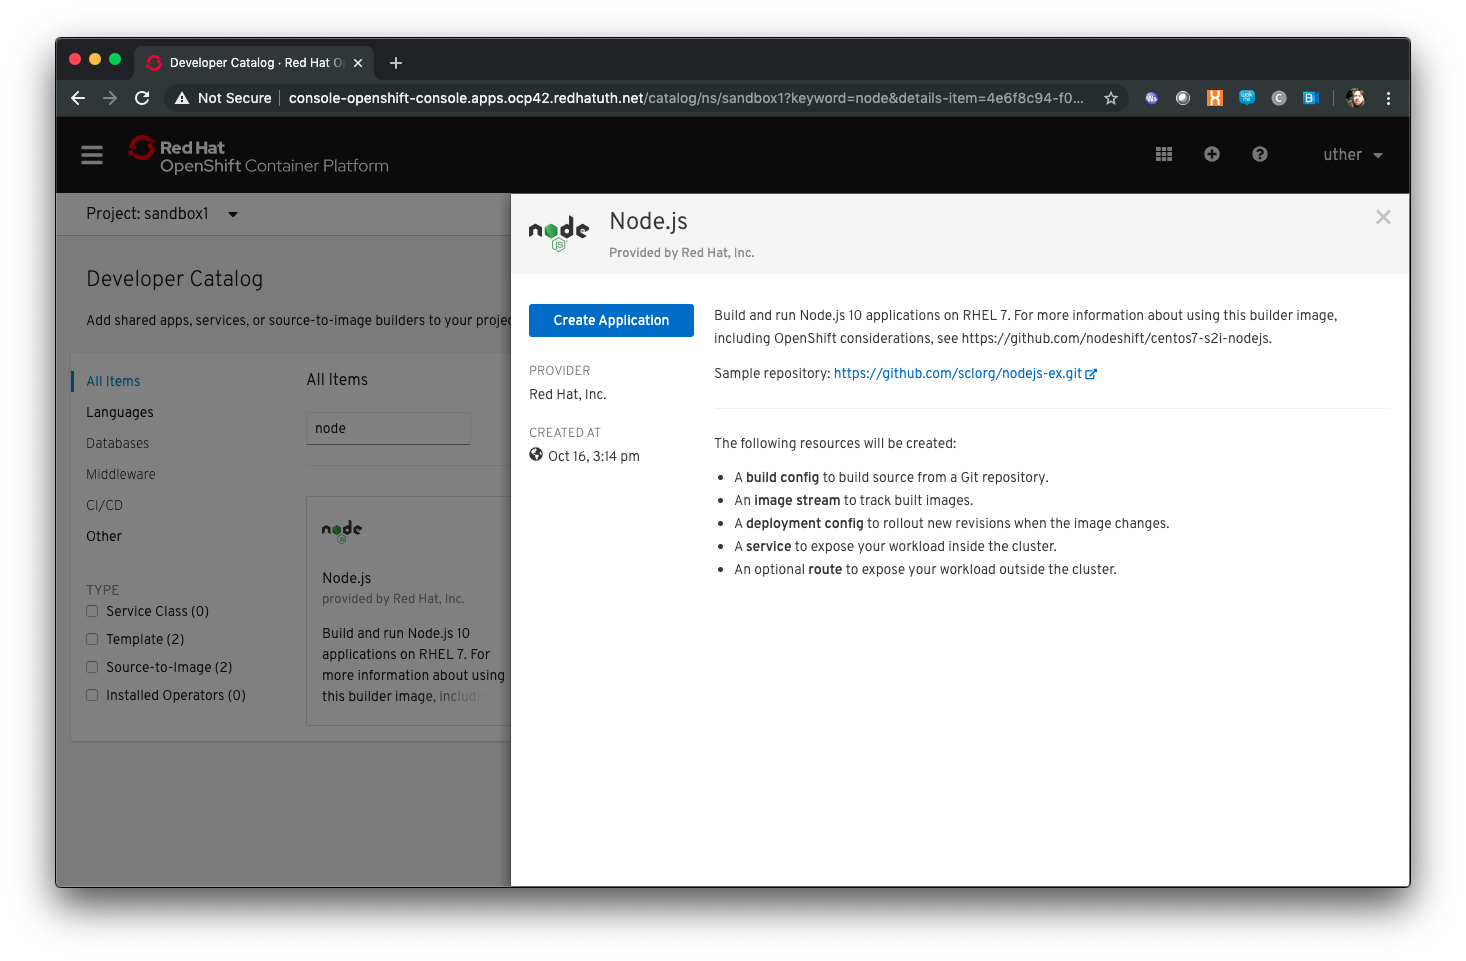 Developer Catalog · Red Hat O
Not Secure
console-openshift-console.apps.ocp42.redhatuth.net/catalog/ns/sandbox1?keyword=node&details-item=4e6f8c94-f0...
Red Hat
OpenShift Container Platform
uther
Project: sandbox1
Developer Catalog
Add shared apps, services, or source-to-image builders to your projec
All Items
Languages
Databases
Middleware
CI/CD
Other
TYPE
Service Class (0)
Template (2)
Source-to-Image (2)
Installed Operators (0)
All Items
node
node
JS
Node.js
provided by Red Hat, Inc.
Build and run Node.js 10
applications on RHEL 7. For
more information about using
this builder image, includi
node
JS
Node.js
Provided by Red Hat, Inc.
Create Application
PROVIDER
Red Hat, Inc.
CREATED AT
Oct 16, 3:14 pm
Build and run Node.js 10 applications on RHEL 7. For more information about using this builder image,
including OpenShift considerations, see https://github.com/nodeshift/centos7-s2i-nodejs.
Sample repository: https://github.com/sclorg/nodejs-ex.git
The following resources will be created:
• A build config to build source from a Git repository.
• An image stream to track built images.
• A deployment config to rollout new revisions when the image changes.
• A service to expose your workload inside the cluster.
• An optional route to expose your workload outside the cluster.